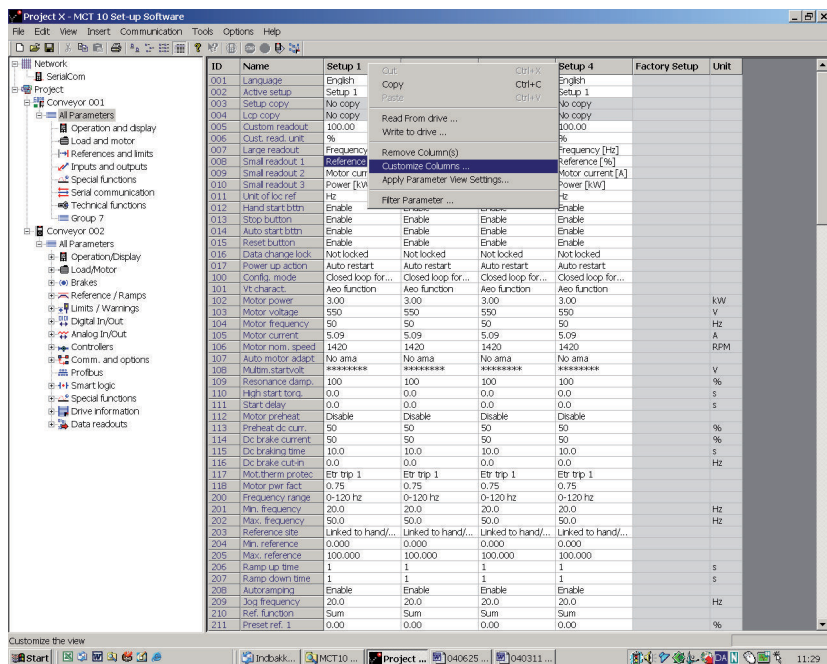 Project X - MCT 10 Set-up Software
File Edit View Insert Communication Tools Options Help
Network
SerialCom
Project
Conveyor 001
All Parameters
Operation and display
Load and motor
References and limits
Inputs and outputs
Special functions
Serial communication
Technical functions
Group 7
Conveyor 002
All Parameters
Operation/Display
Load/Motor
Brakes
Reference / Ramps
Limits / Warnings
Digital In/Out
Analog In/Out
Controllers
Comm. and options
Profibus
Smart logic
Special functions
Drive information
Data readouts
ID Name Setup 1 Setup 4 Factory Setup Unit
001 Language English English
002 Active setup Setup 1 Setup 1
003 Setup copy No copy No copy
004 Lcp copy No copy No copy
005 Custom readout 100.00 100.00
006 Cust. read. unit % %
007 Large readout Frequency Frequency [Hz]
008 Small readout 1 Reference Reference [%]
009 Small readout 2 Motor curr Motor current [A]
010 Small readout 3 Power [kW Power [kW]
011 Unit of loc ref Hz Hz
012 Hand start bttn Enable Enable Enable Enable
013 Stop button Enable Enable Enable Enable
014 Auto start bttn Enable Enable Enable Enable
015 Reset button Enable Enable Enable Enable
016 Data change lock Not locked Not locked Not locked Not locked
017 Power up action Auto restart Auto restart Auto restart Auto restart
100 Config. mode Closed loop for... Closed loop for... Closed loop for... Closed loop for...
101 Vt charact. Aeo function Aeo function Aeo function Aeo function
102 Motor power 3.00 3.00 3.00 3.00 kW
103 Motor voltage 550 550 550 550 V
104 Motor frequency 50 50 50 50 Hz
105 Motor current 5.09 5.09 5.09 5.09 A
106 Motor nom. speed 1420 1420 1420 1420 RPM
107 Auto motor adapt No ama No ama No ama No ama
108 Multim.startvolt ******** ******** ******** ******** V
109 Resonance damp. 100 100 100 100 %
110 High start torq. 0.0 0.0 0.0 0.0 s
111 Start delay 0.0 0.0 0.0 0.0 s
112 Motor preheat Disable Disable Disable Disable
113 Preheat dc curr. 50 50 50 50 %
114 Dc brake current 50 50 50 50 %
115 Dc braking time 10.0 10.0 10.0 10.0 s
116 Dc brake cut-in 0.0 0.0 0.0 0.0 Hz
117 Mot.therm protec Etr trip 1 Etr trip 1 Etr trip 1 Etr trip 1
118 Motor pwr fact 0.75 0.75 0.75 0.75
200 Frequency range 0-120 hz 0-120 hz 0-120 hz 0-120 hz
201 Min. frequency 20.0 20.0 20.0 20.0 Hz
202 Max. frequency 50.0 50.0 50.0 50.0 Hz
203 Reference site Linked to hand/... Linked to hand/... Linked to hand/... Linked to hand/...
204 Min. reference 0.000 0.000 0.000 0.000
205 Max. reference 100.000 100.000 100.000 100.000
206 Ramp up time 1 1 1 1 s
207 Ramp down time 1 1 1 1 s
208 Autoramping Enable Enable Enable Enable
209 Jog frequency 20.0 20.0 20.0 20.0 Hz
210 Ref. function Sum Sum Sum Sum
211 Preset ref. 1 0.00 0.00 0.00 0.00 %
Cut Ctrl+X
Copy Ctrl+C
Paste Ctrl+V
Read From drive ...
Write to drive ...
Remove Column(s)
Customize Columns ...
Apply Parameter View Settings...
Filter Parameter ...
Customize the view
Start Indbakk... MCT10 ... Project ... 040625 ... 040311 ... DA 11:29